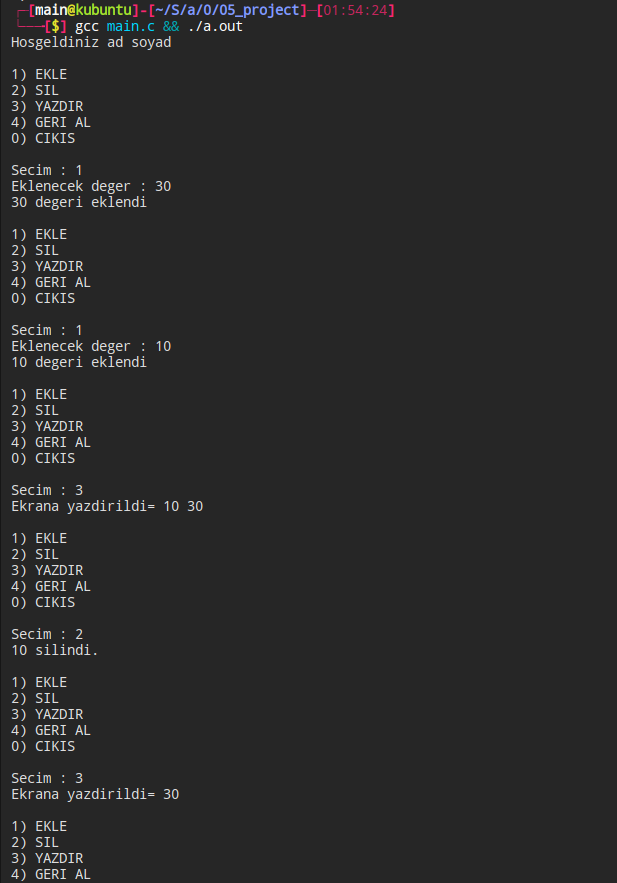 ┌─[main@kubuntu]-[~/S/a/0/05_project]─[01:54:24]
└──╼[$] gcc main.c && ./a.out
Hosgeldiniz ad soyad
1) EKLE
2) SIL
3) YAZDIR
4) GERI AL
0) CIKIS
Secim : 1
Eklenecek deger : 30
30 degeri eklendi
1) EKLE
2) SIL
3) YAZDIR
4) GERI AL
0) CIKIS
Secim : 1
Eklenecek deger : 10
10 degeri eklendi
1) EKLE
2) SIL
3) YAZDIR
4) GERI AL
0) CIKIS
Secim : 3
Ekrana yazdirildi= 10 30
1) EKLE
2) SIL
3) YAZDIR
4) GERI AL
0) CIKIS
Secim : 2
10 silindi.
1) EKLE
2) SIL
3) YAZDIR
4) GERI AL
0) CIKIS
Secim : 3
Ekrana yazdirildi= 30
1) EKLE
2) SIL
3) YAZDIR
4) GERI AL